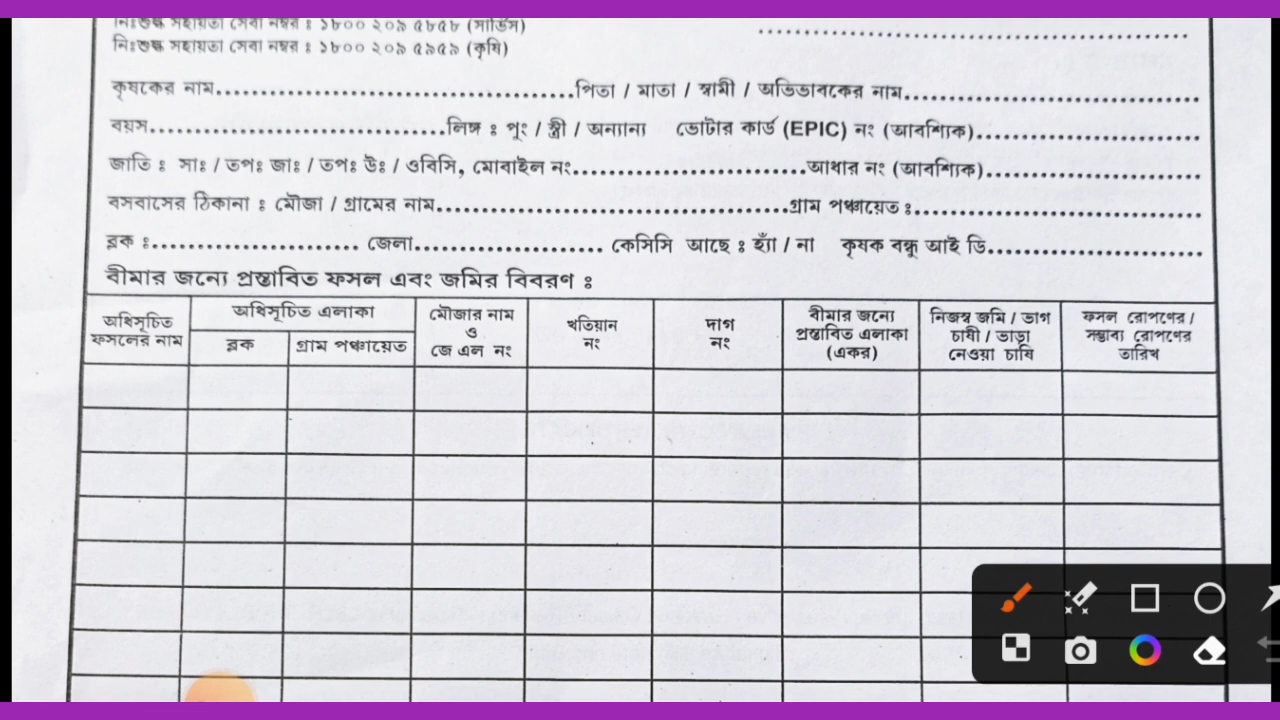 নিঃশুল্ক সহায়তা সেবা নম্বর ঃ ১৮০০ ২০৯ ৫৮৫৮ (সার্ভিস)
নিঃশুল্ক সহায়তা সেবা নম্বর ঃ ১৮০০ ২০৯ ৫৯৫৯ (কৃষি)
কৃষকের নাম..................................পিতা / মাতা / স্বামী / অভিভাবকের নাম..............................
বয়স..............................লিঙ্গ ঃ পুং / স্ত্রী / অন্যান্য ভোটার কার্ড (EPIC) নং (আবশ্যিক)......................
জাতি ঃ সাঃ / তপঃ জাঃ / তপঃ উঃ / ওবিসি, মোবাইল নং........................আধার নং (আবশ্যিক)......................
বসবাসের ঠিকানা ঃ মৌজা / গ্রামের নাম...................................গ্রাম পঞ্চায়েত ঃ.............................
ব্লক ঃ..................... জেলা................... কেসিসি আছে ঃ হ্যাঁ / না কৃষক বন্ধু আই ডি......................
বীমার জন্যে প্রস্তাবিত ফসল এবং জমির বিবরণ ঃ
অধিসূচিত
ফসলের নাম
অধিসূচিত এলাকা
ব্লক
গ্রাম পঞ্চায়েত
মৌজার নাম
ও
জে এল নং
খতিয়ান
নং
দাগ
নং
বীমার জন্যে
প্রস্তাবিত এলাকা
(একর)
নিজস্ব জমি / ভাগ
চাষী / ভাড়া
নেওয়া চাষি
ফসল রোপণের /
সম্ভাব্য রোপণের
তারিখ